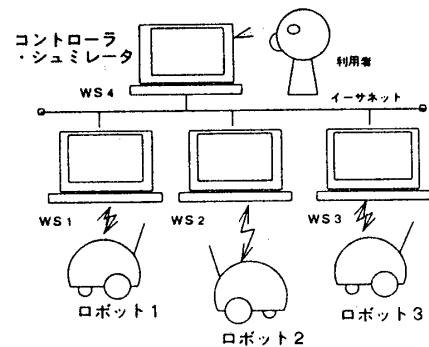 コントローラ
・シュミレータ
利用者
WS4
イーサネット
WS1
WS2
WS3
ロボット1
ロボット2
ロボット3